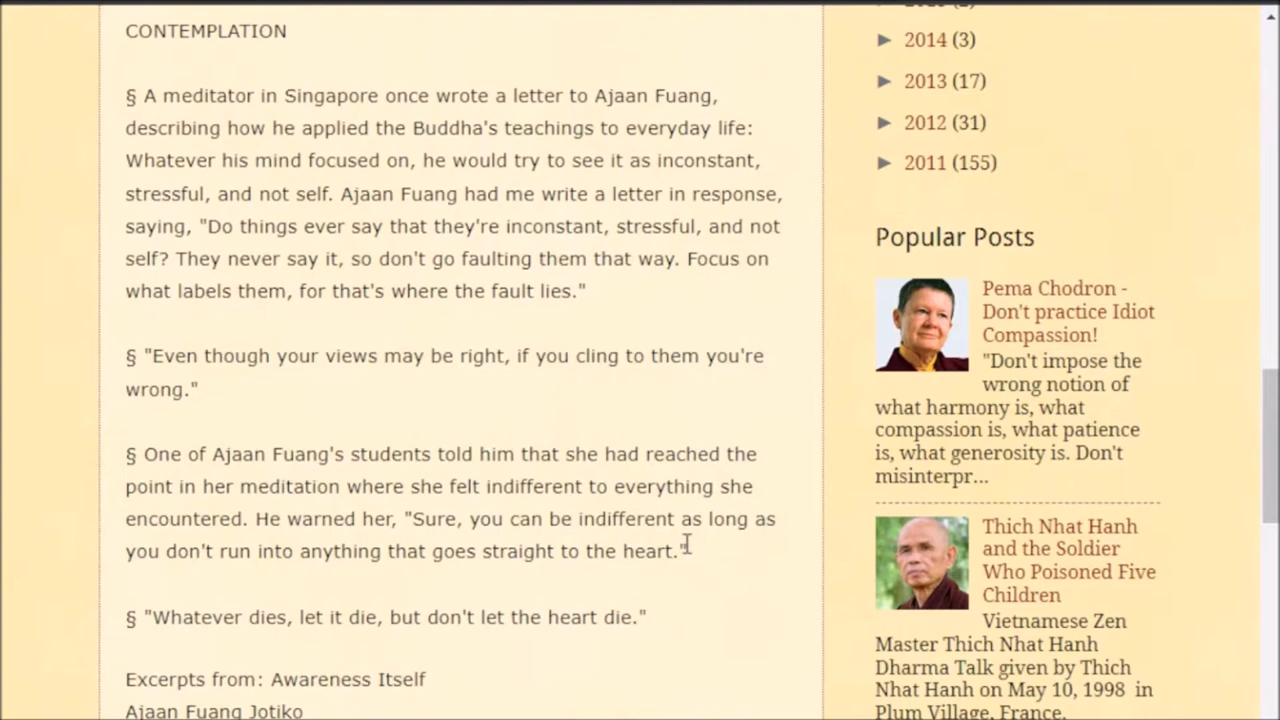 CONTEMPLATION
§ A meditator in Singapore once wrote a letter to Ajaan Fuang,
describing how he applied the Buddha's teachings to everyday life:
Whatever his mind focused on, he would try to see it as inconstant,
stressful, and not self. Ajaan Fuang had me write a letter in response,
saying, "Do things ever say that they're inconstant, stressful, and not
self? They never say it, so don't go faulting them that way. Focus on
what labels them, for that's where the fault lies."
§ "Even though your views may be right, if you cling to them you're
wrong."
§ One of Ajaan Fuang's students told him that she had reached the
point in her meditation where she felt indifferent to everything she
encountered. He warned her, "Sure, you can be indifferent as long as
you don't run into anything that goes straight to the heart."
§ "Whatever dies, let it die, but don't let the heart die."
Excerpts from: Awareness Itself
Ajaan Fuang Jotiko
► 2014 (3)
► 2013 (17)
► 2012 (31)
► 2011 (155)
Popular Posts
Pema Chodron -
Don't practice Idiot
Compassion!
"Don't impose the
wrong notion of
what harmony is, what
compassion is, what patience
is, what generosity is. Don't
misinterpr...
Thich Nhat Hanh
and the Soldier
Who Poisoned Five
Children
Vietnamese Zen
Master Thich Nhat Hanh
Dharma Talk given by Thich
Nhat Hanh on May 10, 1998 in
Plum Village, France.